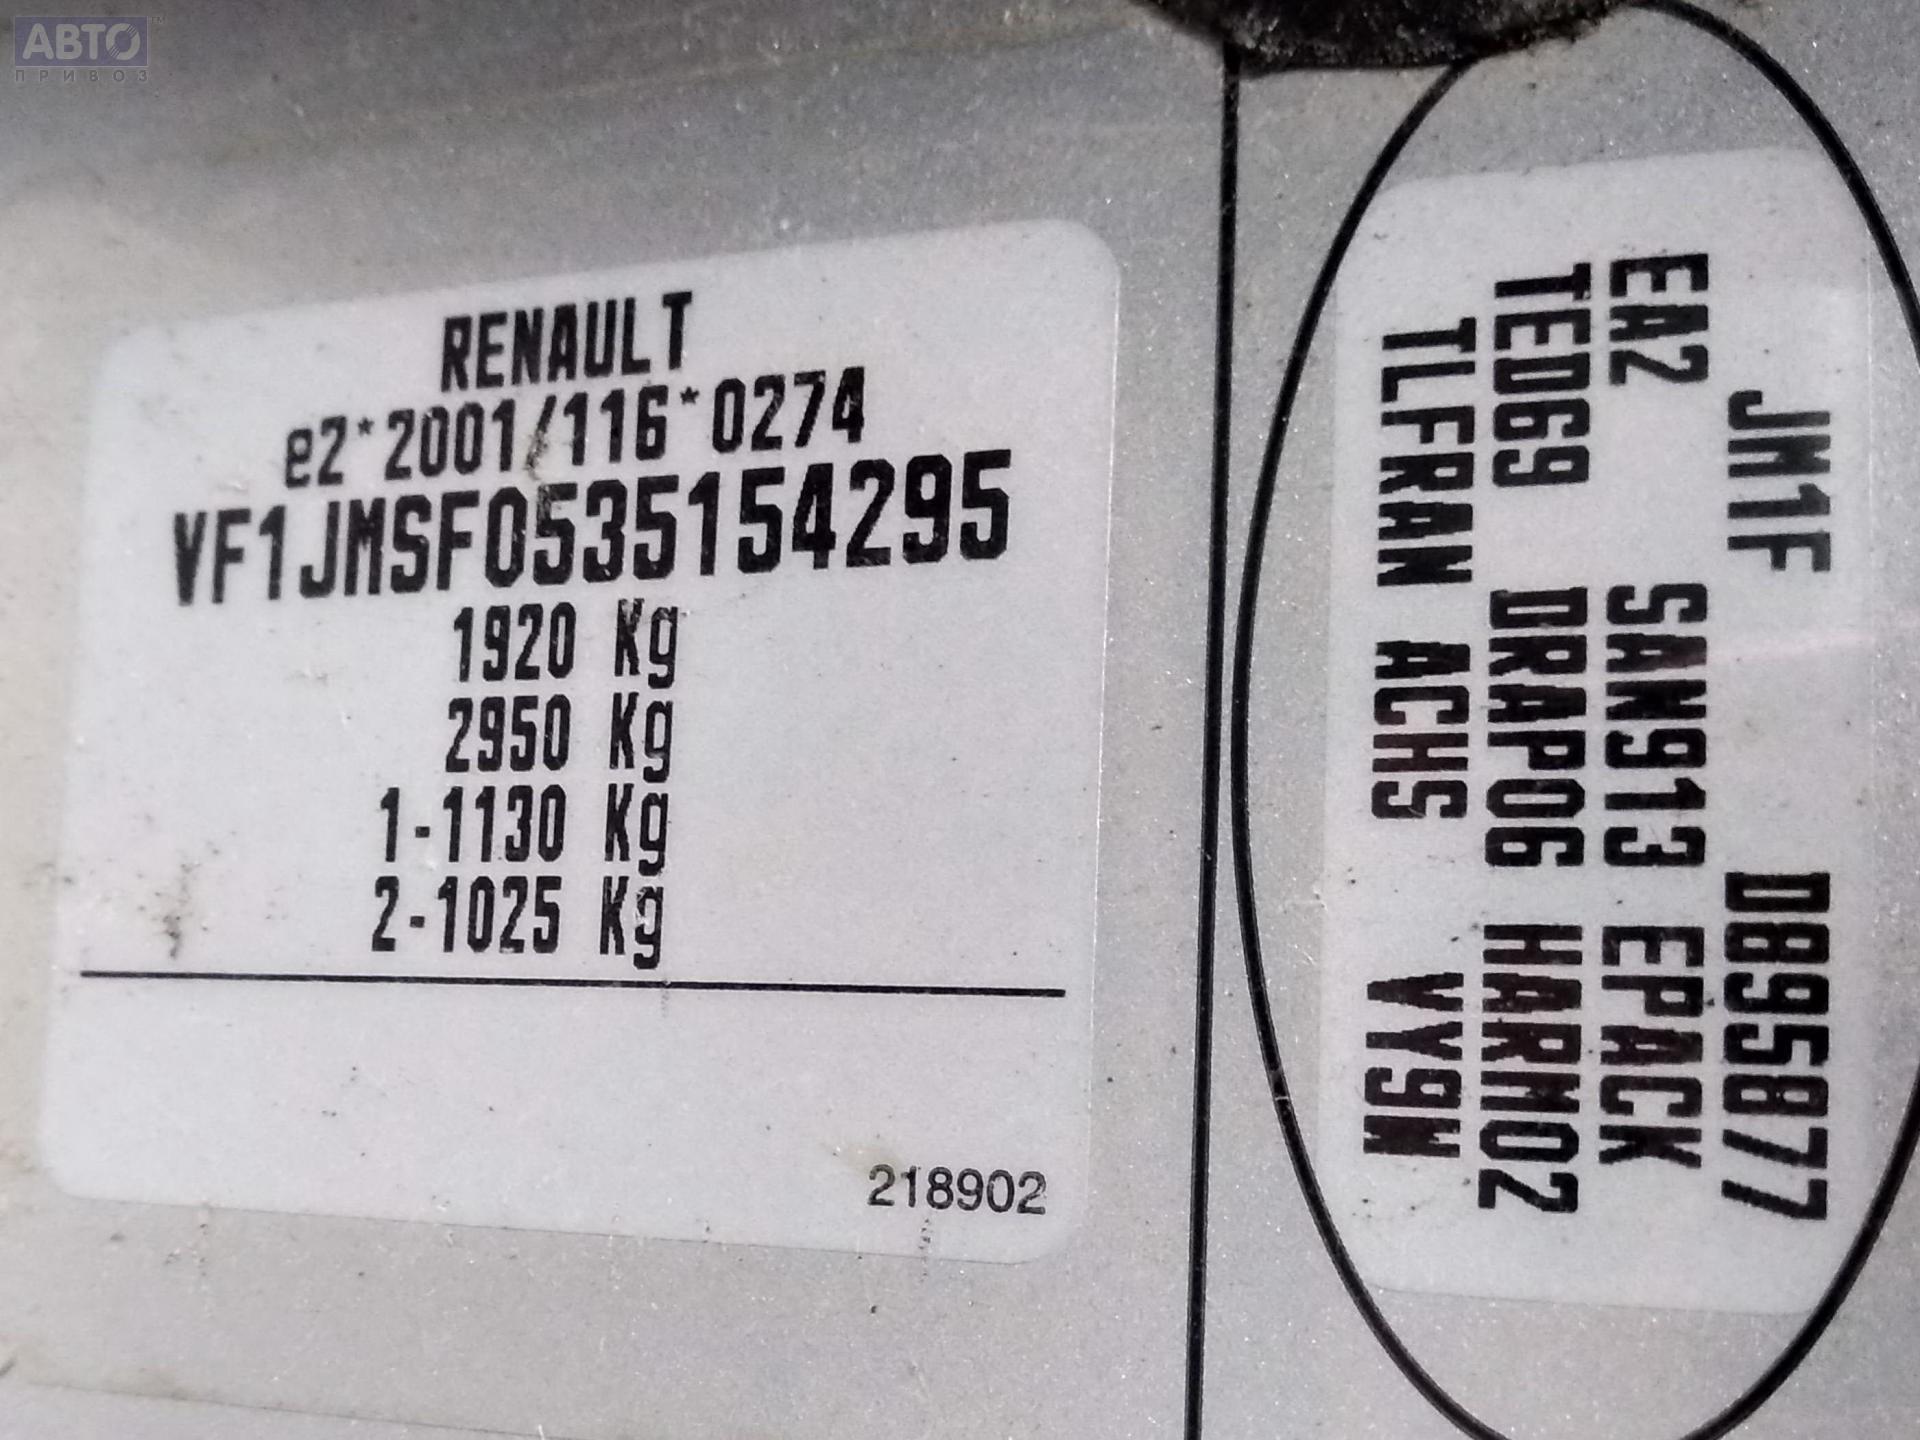 АВТО
ПРИВОЗ
RENAULT
e2*2001/116*0274
VF1JMSF0535154295
1920 Kg
2950 Kg
1-1130 Kg
2-1025 Kg
218902
JM1F D895877
EA2 SAN913 EPACK
TED69 DRAP06 HARM02
TLFRAN ACHS VY9N